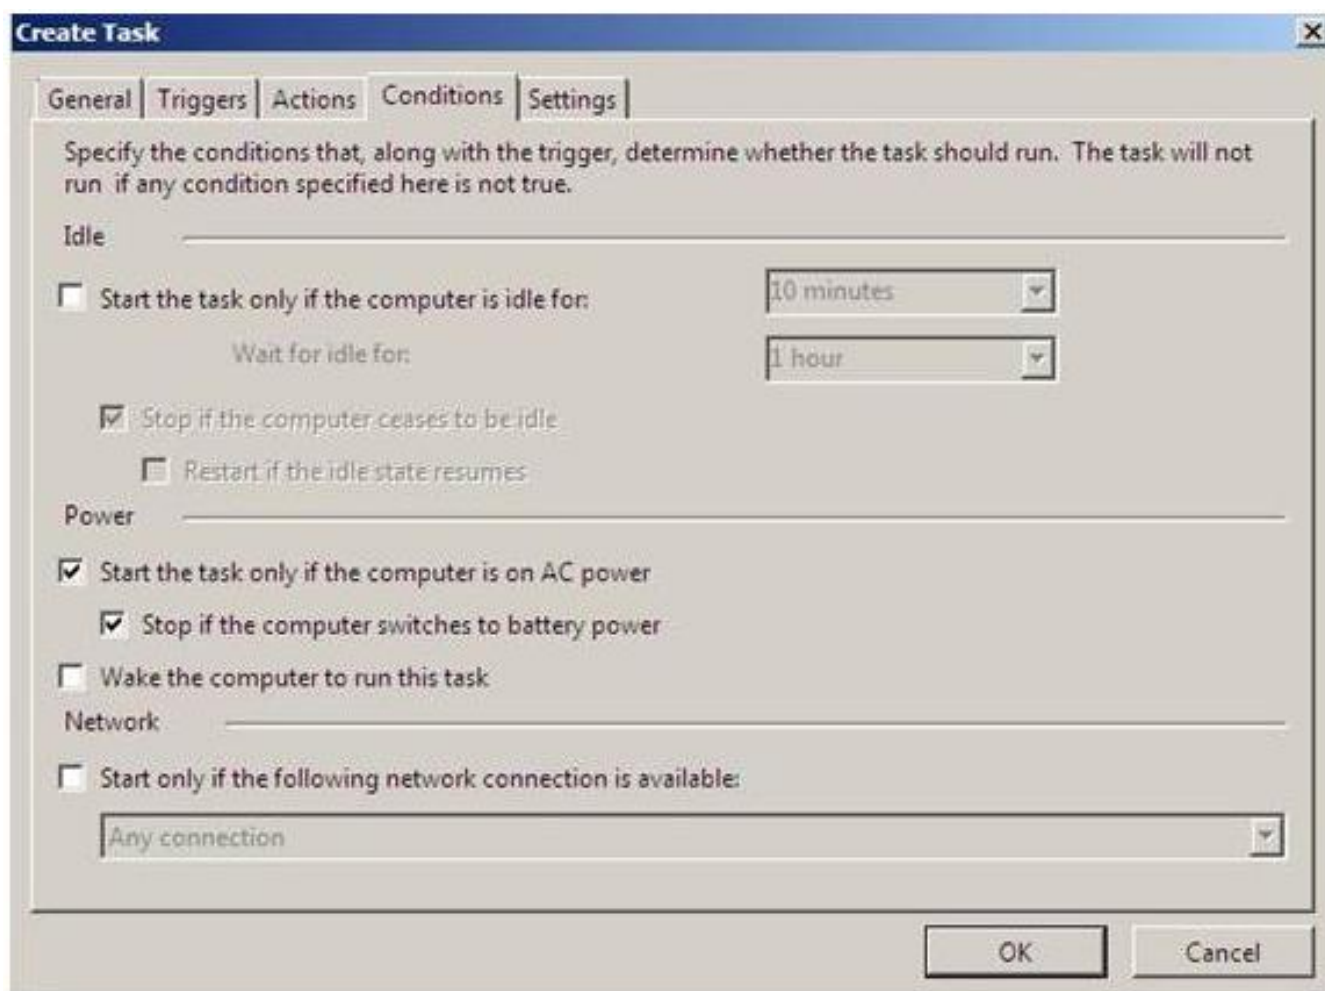 Create Task
General Triggers Actions Conditions Settings
Specify the conditions that, along with the trigger, determine whether the task should run. The task will not
run if any condition specified here is not true.
Idle
Start the task only if the computer is idle for: 10 minutes
Wait for idle for: 1 hour
Stop if the computer ceases to be idle
Restart if the idle state resumes
Power
Start the task only if the computer is on AC power
Stop if the computer switches to battery power
Wake the computer to run this task
Network
Start only if the following network connection is available:
Any connection
OK Cancel